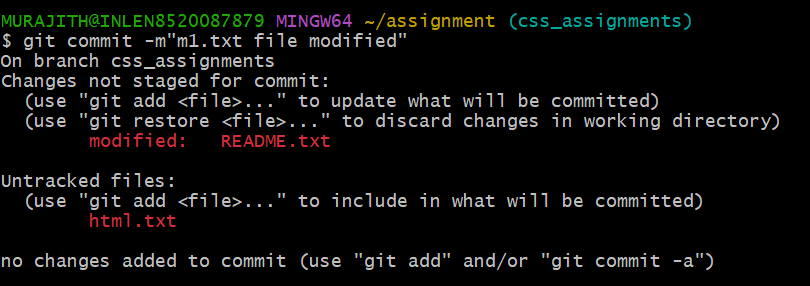 MURAJITH@INLEN8520087879 MINGW64 ~/assignment (css_assignments)
$ git commit -m"m1.txt file modified"
On branch css_assignments
Changes not staged for commit:
  (use "git add <file>..." to update what will be committed)
  (use "git restore <file>..." to discard changes in working directory)
        modified:   README.txt

Untracked files:
  (use "git add <file>..." to include in what will be committed)
        html.txt

no changes added to commit (use "git add" and/or "git commit -a")